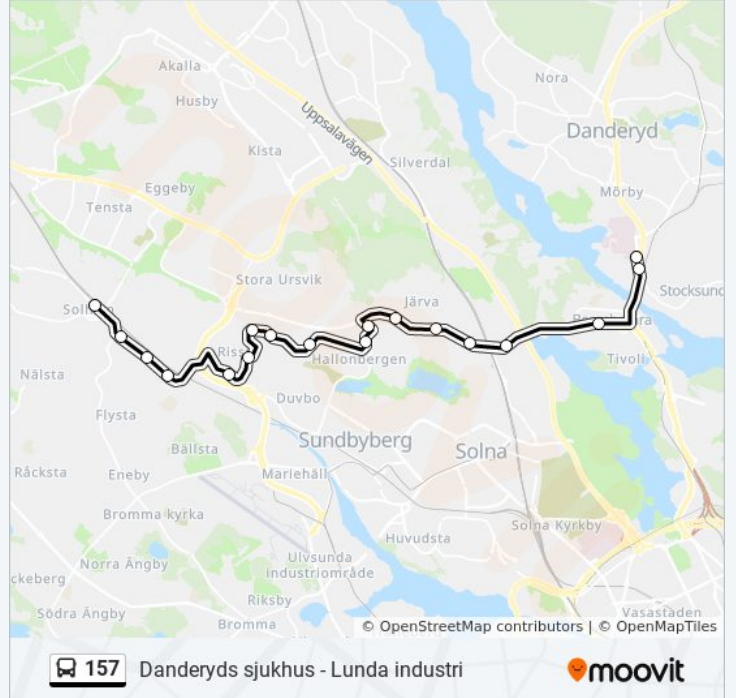 Akalla
Nora
Husby
Danderyd
Uppsalavägen
Kista
Silverdal
Eggeby
Mörby
Tensta
Stora Ursvik
Stocksund
Järva
Hallonbergen
Tivoli
Nälsta
Duvbo
Flysta
Sundbyberg
Bällsta
Solna
Råcksta
Eneby
Mariehäll
Bromma kyrka
Solna Kyrkby
Huvudsta
Norra Ängby
Ulvsunda
industriområde
ckeberg
Riksby
Södra Ängby
Vasastaden
Bromma
© OpenStreetMap contributors | © OpenMapTiles
157 Danderyds sjukhus - Lunda industri
moovit